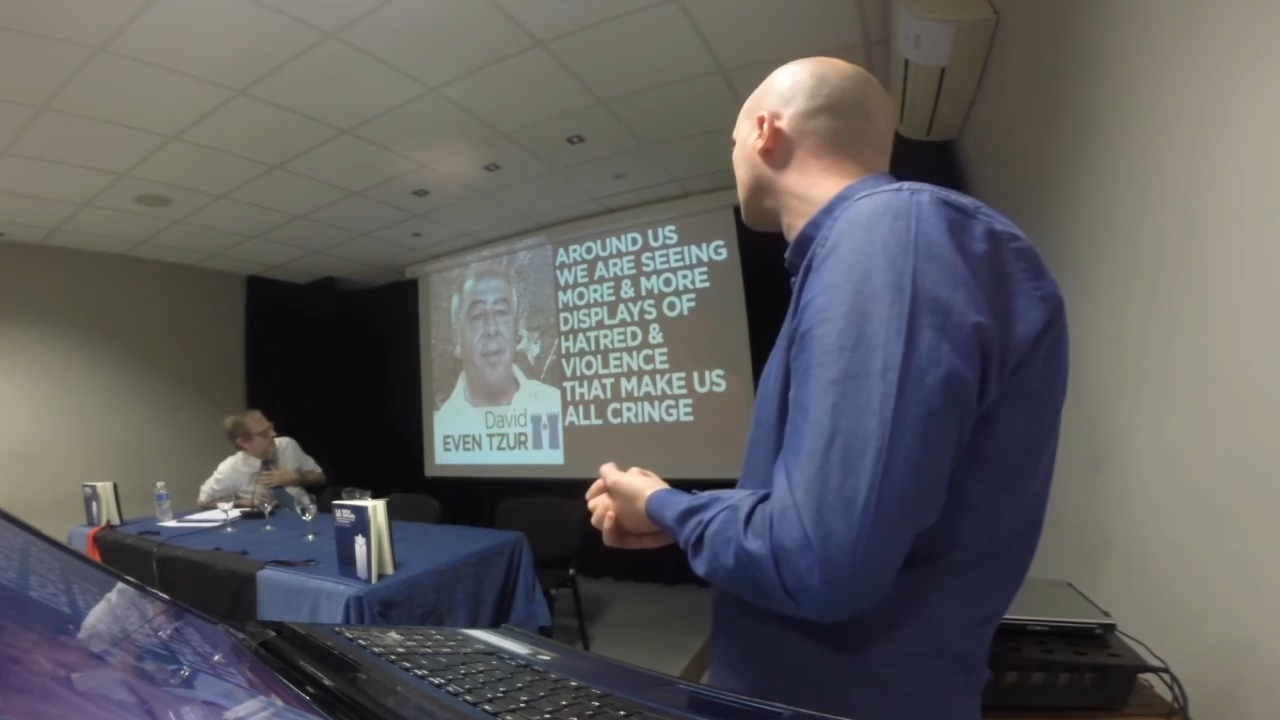 AROUND US
WE ARE SEEING
MORE & MORE
DISPLAYS OF
HATRED &
VIOLENCE
THAT MAKE US
ALL CRINGE
David
EVEN TZUR